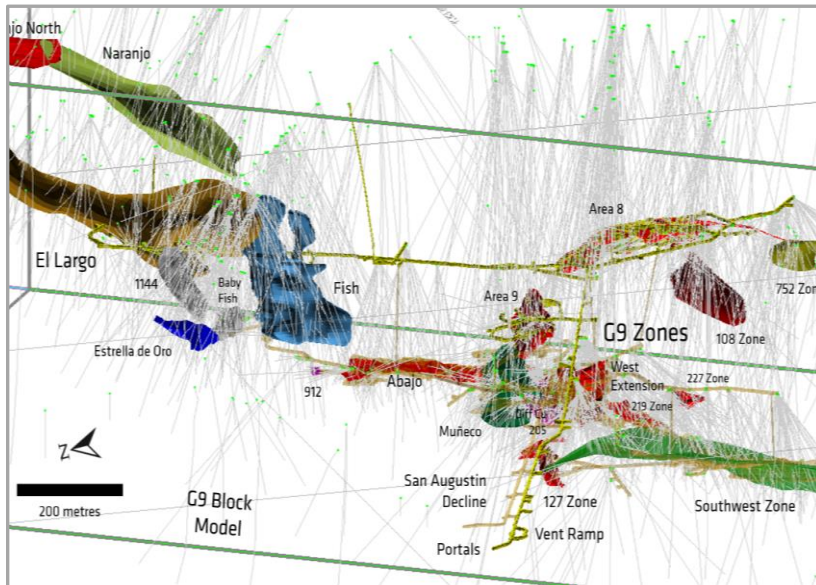 jo North
Naranjo
Area 8
El Largo
1144
Baby
Fish
Fish
752 Zon
Area 9
G9 Zones
108 Zone
Estrella de Oro
912
Abajo
West
Extension
227 Zone
219 Zone
Cu
205
Muñeco
San Augustin
Decline
127 Zone
Southwest Zone
Z
200 metres
G9 Block
Model
Vent Ramp
Portals